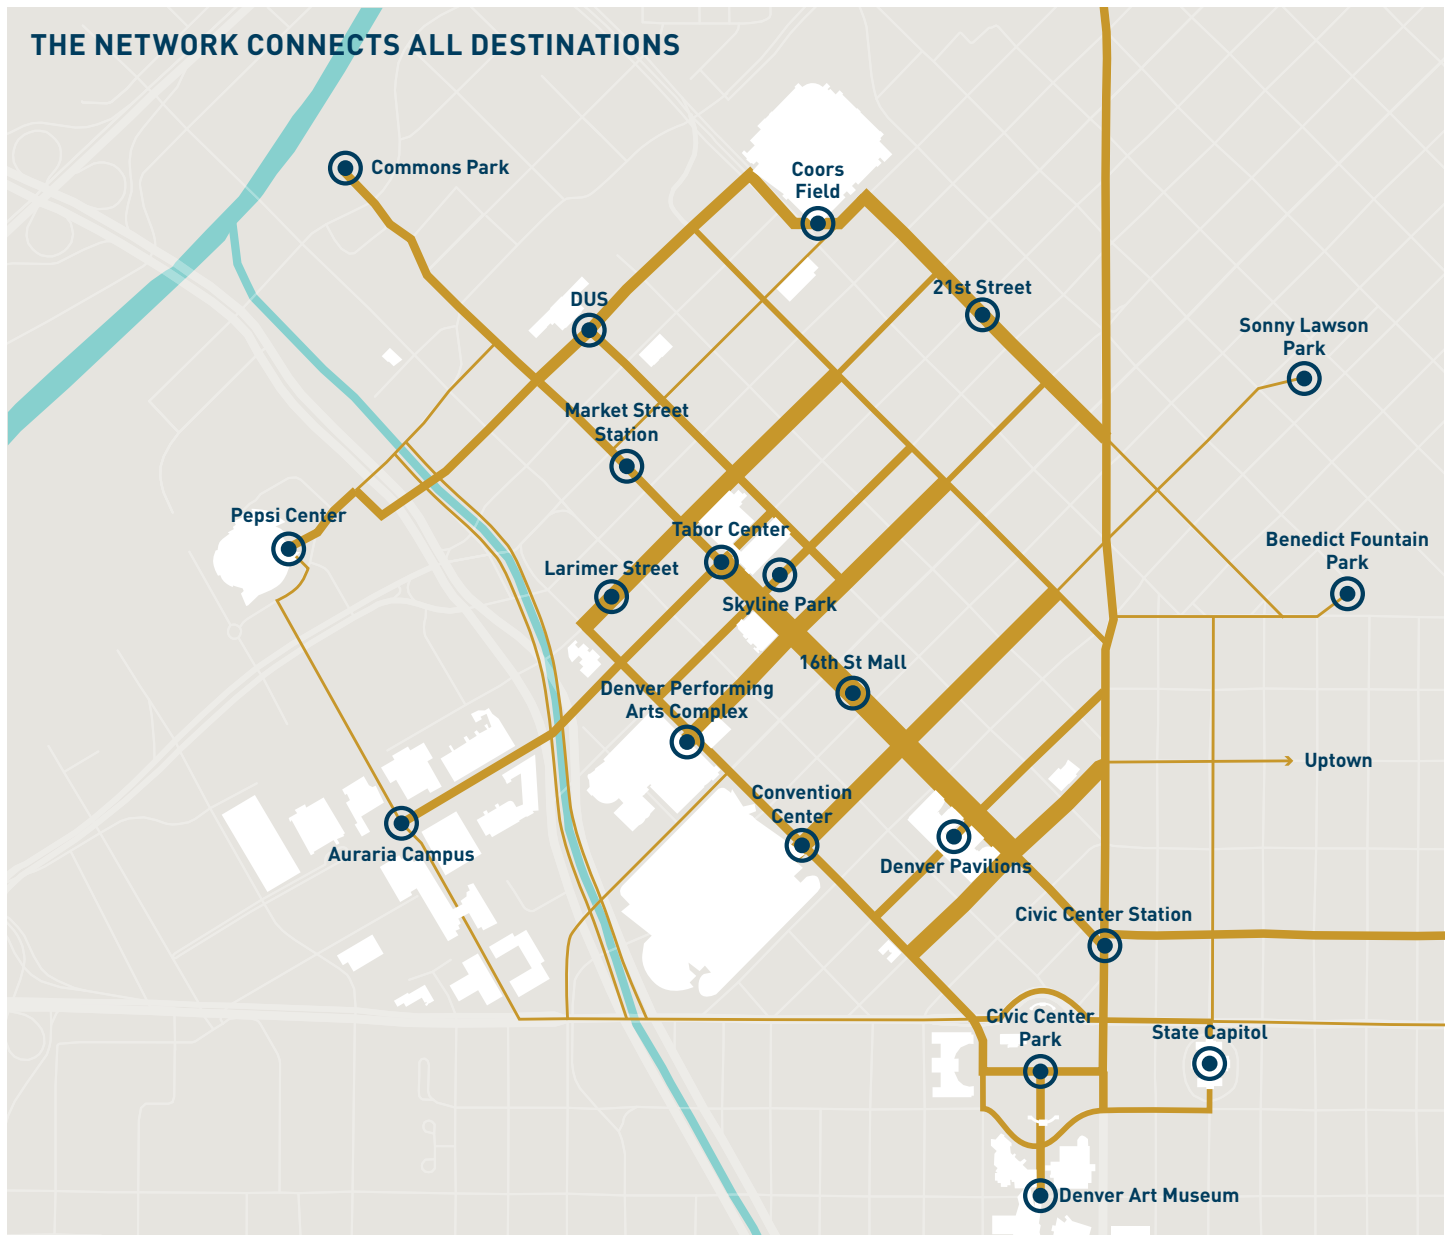 THE NETWORK CONNECTS ALL DESTINATIONS
Commons Park
Coors
Field
DUS
21st Street
Sonny Lawson
Park
Market Street
Station
Pepsi Center
Tabor Center
Benedict Fountain
Park
Larimer Street
Skyline Park
16th St Mall
Denver Performing
Arts Complex
Uptown
Convention
Center
Auraria Campus
Denver Pavilions
Civic Center Station
Civic Center
Park
State Capitol
Denver Art Museum